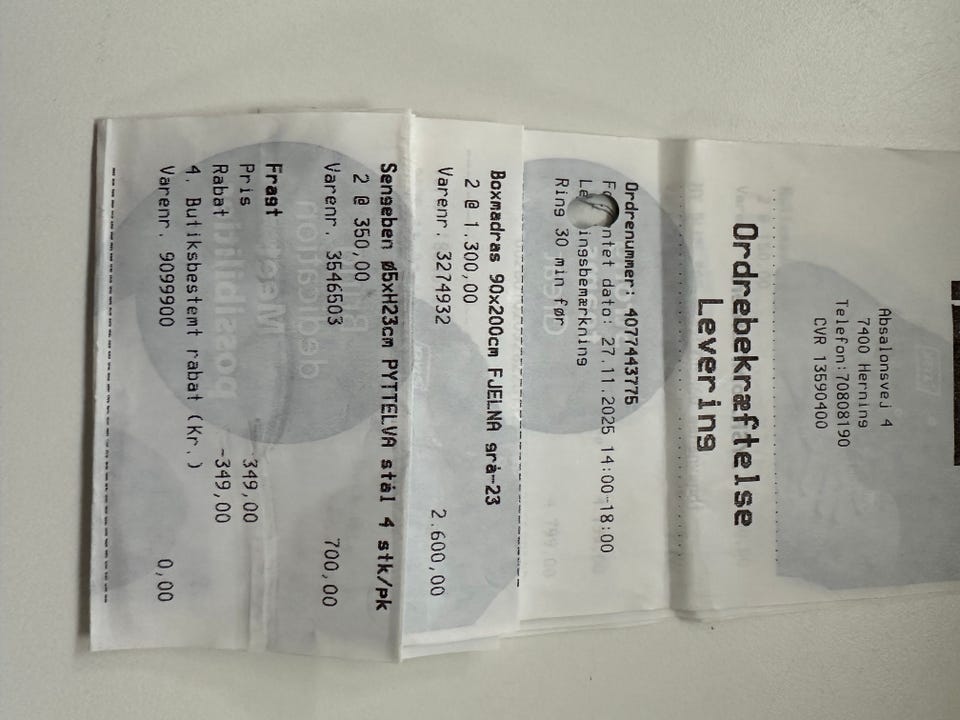 Absalonsvej 4
7400 Herning
Telefon:70808190
CVR 13590400
Ordrebekræftelse
Levering
Ordrenummer: 4077443775
dato: 27.11.2025 14:00-18:00
Ring 30 min før
Boxmadras 90x200cm FJELNA grå-23
2 @ 1.300,00 2.600,00
Varenr. 3274932
Sengeben ø5xH23cm PYTTELVA stål 4 stk/pk
2 @ 350,00
Varenr. 3546503 700,00
Fragt
Pris 349,00
Rabat -349,00
4. Butiksbestemt rabat (Kr.)
Varenr. 9099900 0,00